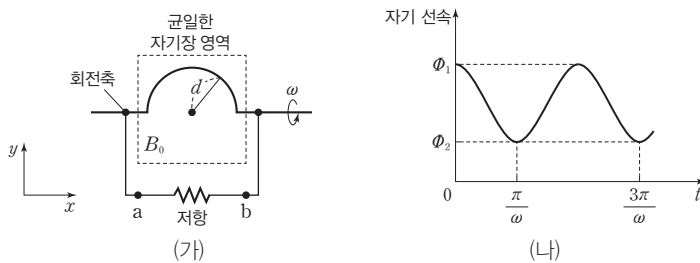 균일한
자기장 영역
회전축
d
ω
B₀
y
x
a
저항
b
(가)
자기 선속
Φ₁
Φ₂
0
π/ω
3π/ω
t
(나)